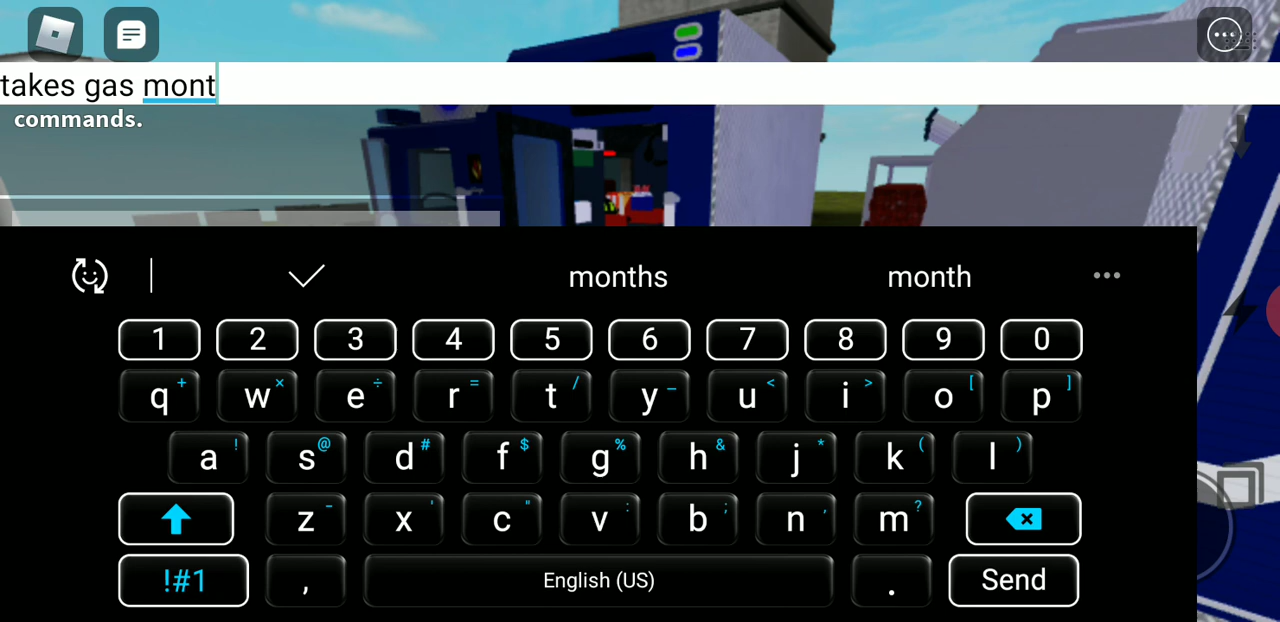 takes gas mont
commands.
months month
1 2 3 4 5 6 7 8 9 0
q + w × e ÷ r = t / y _ u < i > o [ p ]
a ! s @ d # f $ g % h & j * k ( l )
z - x ' c " v : b ; n , m ?
!#1 , English (US) . Send